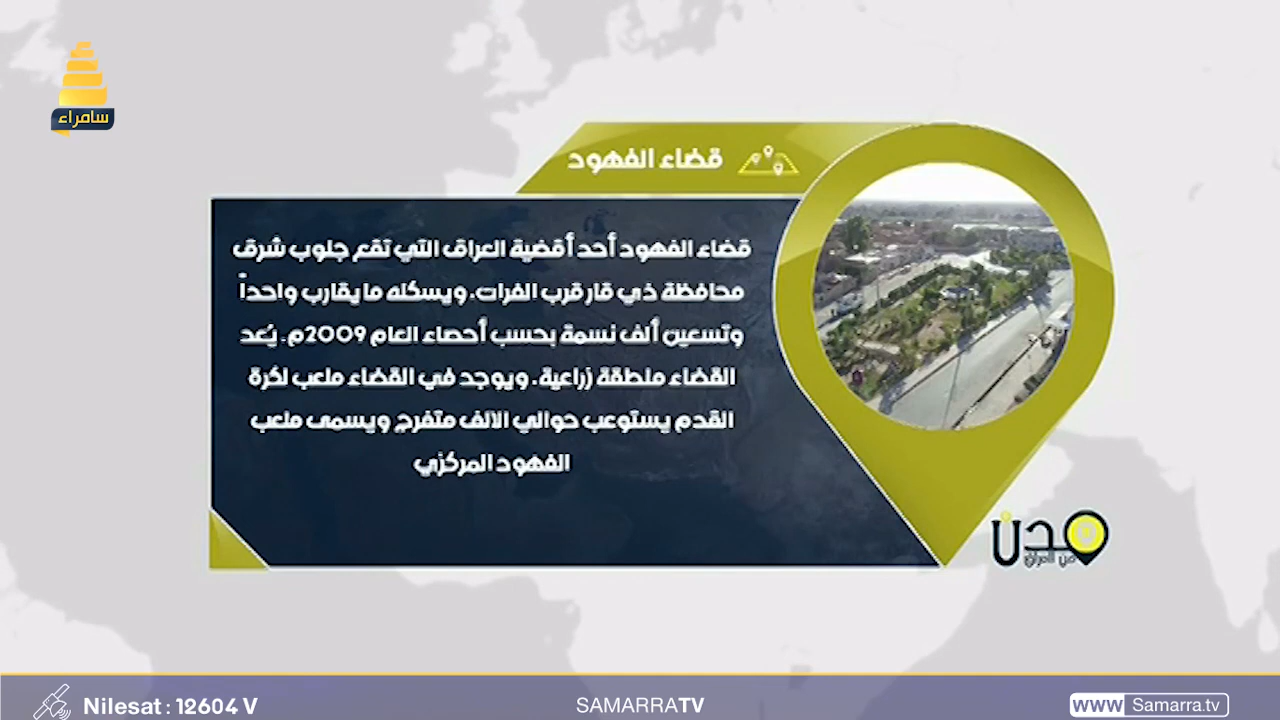 سامراء
قضاء الفهود
قضاء الفهود أحد أقضية العراق التي تقع جنوب شرق
محافظة ذي قار قرب الفرات، ويسكنه ما يقارب واحداً
وتسعين ألف نسمة بحسب أحصاء العام 2009م. يُعد
القضاء منطقة زراعية، ويوجد في القضاء ملعب لكرة
القدم يستوعب حوالي الالف متفرج ويسمى ملعب
الفهود المركزي
مدن
من العراق
Nilesat : 12604 V
SAMARRATV
www Samarra.tv